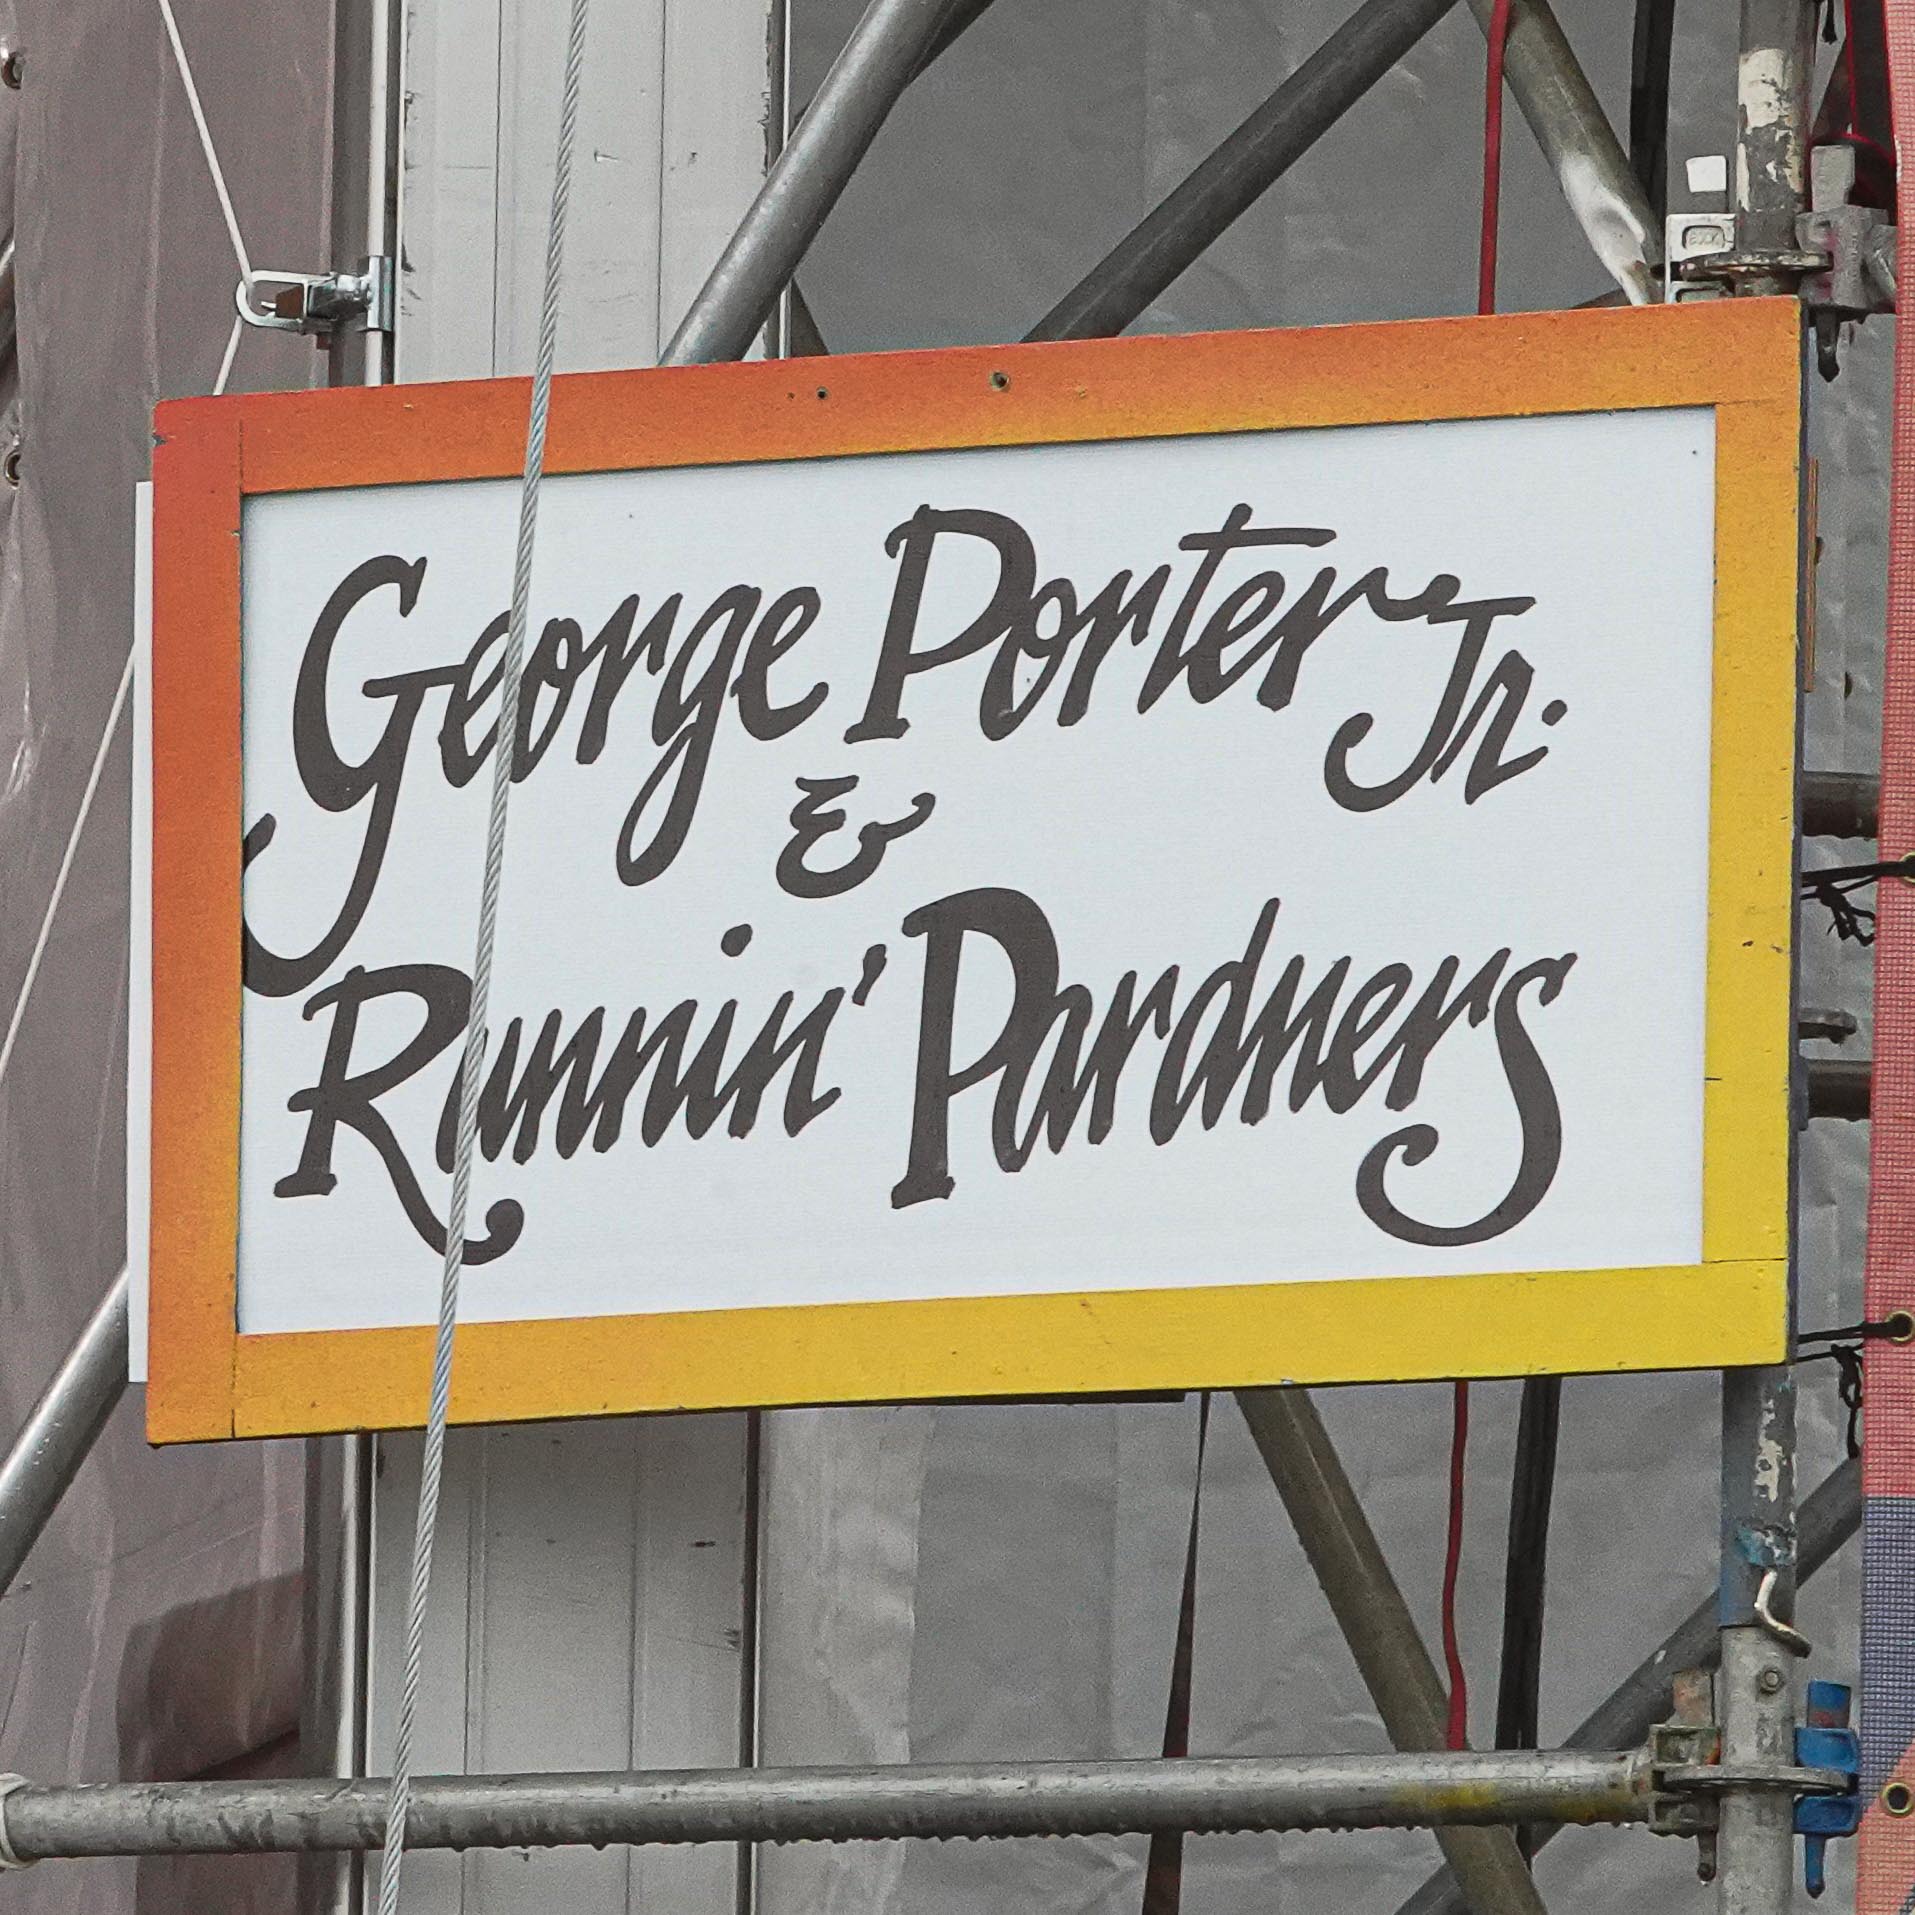 George Porter Jr.
&
Runnin' Pardners